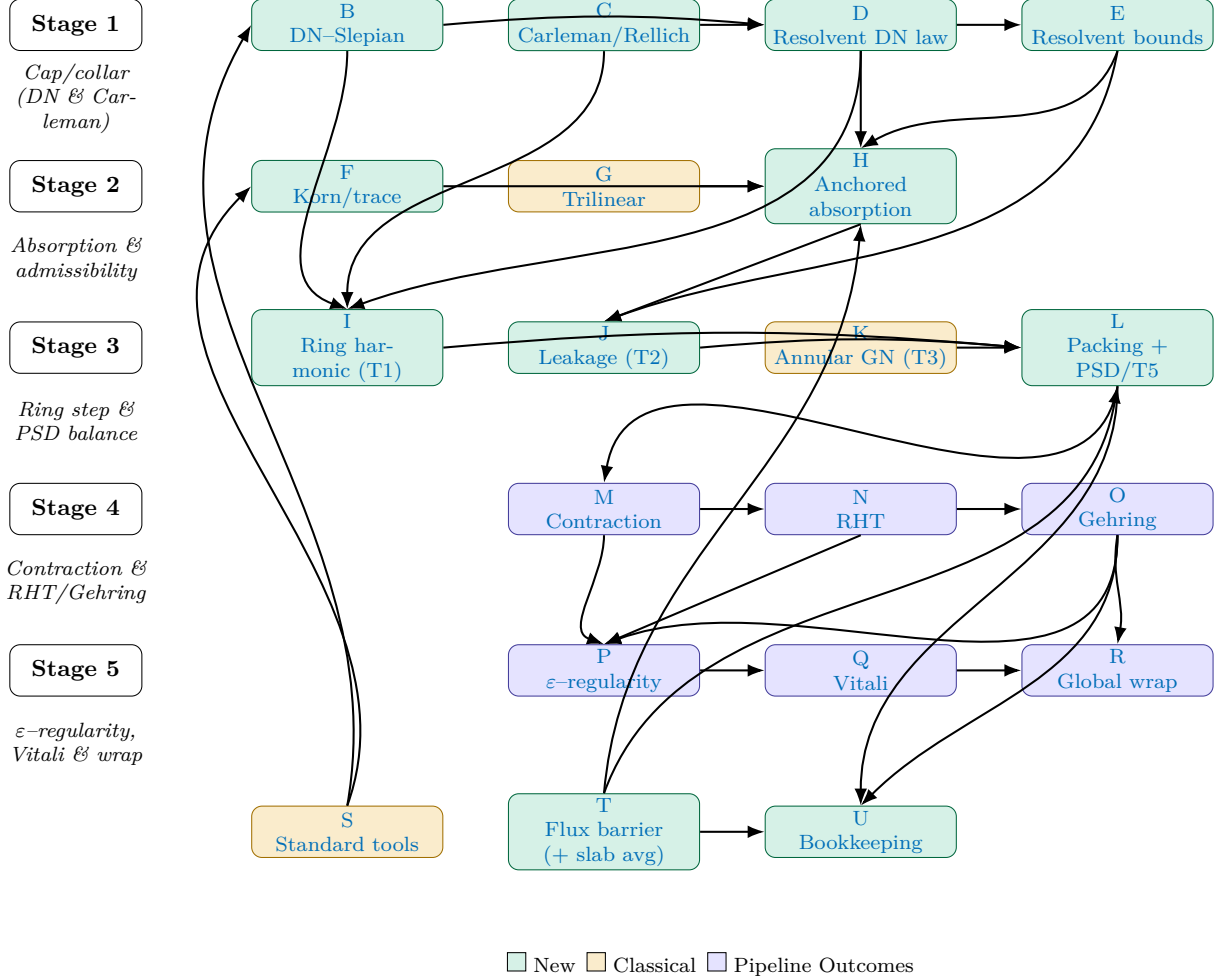 Stage 1
Cap/collar
(DN & Car-
leman)
B
DN–Slepian
C
Carleman/Rellich
D
Resolvent DN law
E
Resolvent bounds
Stage 2
Absorption &
admissibility
F
Korn/trace
G
Trilinear
H
Anchored
absorption
Stage 3
Ring step &
PSD balance
I
Ring har-
monic (T1)
J
Leakage (T2)
K
Annular GN (T3)
L
Packing +
PSD/T5
Stage 4
Contraction &
RHT/Gehring
M
Contraction
N
RHT
O
Gehring
Stage 5
ε–regularity,
Vitali & wrap
P
ε–regularity
Q
Vitali
R
Global wrap
S
Standard tools
T
Flux barrier
(+ slab avg)
U
Bookkeeping
New Classical Pipeline Outcomes